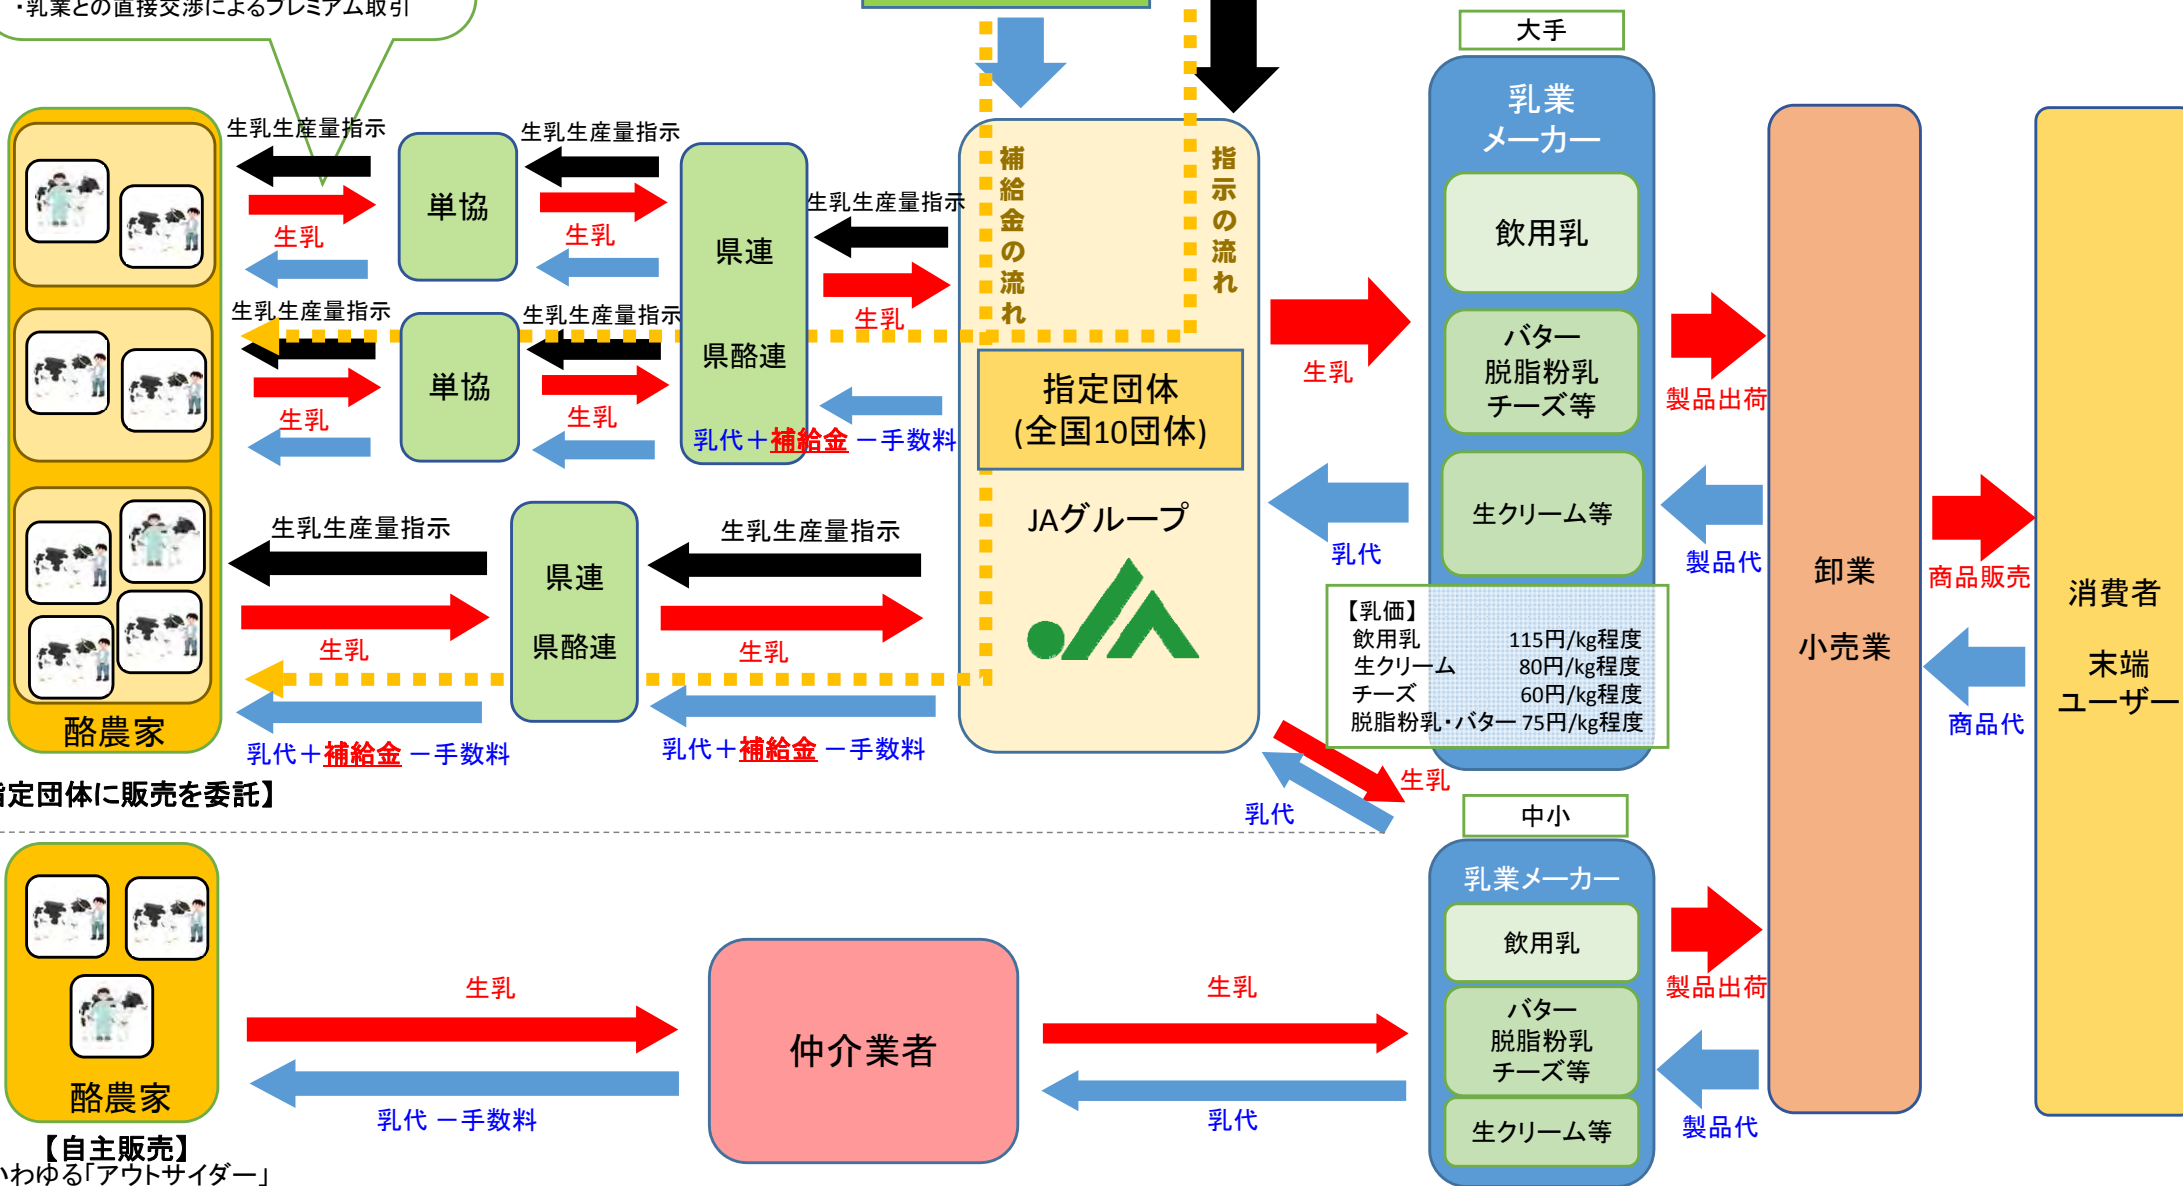 ・乳業との直接交渉によるプレミアム取引
大手
乳業
メーカー
飲用乳
バター
脱脂粉乳
チーズ等
生クリーム等
生乳生産量指示
生乳
単協
生乳生産量指示
生乳
県連
県酪連
生乳生産量指示
生乳
補給金の流れ
指示の流れ
生乳生産量指示
生乳
単協
生乳生産量指示
生乳
乳代＋補給金 －手数料
指定団体
(全国10団体)
JAグループ
JA
生乳
乳代
製品出荷
製品代
卸業
小売業
商品販売
商品代
消費者
末端
ユーザー
生乳生産量指示
生乳
県連
県酪連
生乳生産量指示
生乳
乳代＋補給金 －手数料
乳代＋補給金 －手数料
酪農家
定団体に販売を委託】
【乳価】
飲用乳 115円/kg程度
生クリーム 80円/kg程度
チーズ 60円/kg程度
脱脂粉乳・バター 75円/kg程度
生乳
乳代
中小
乳業メーカー
飲用乳
バター
脱脂粉乳
チーズ等
生クリーム等
製品出荷
製品代
酪農家
生乳
乳代 －手数料
仲介業者
生乳
乳代
【自主販売】
いわゆる「アウトサイダー」